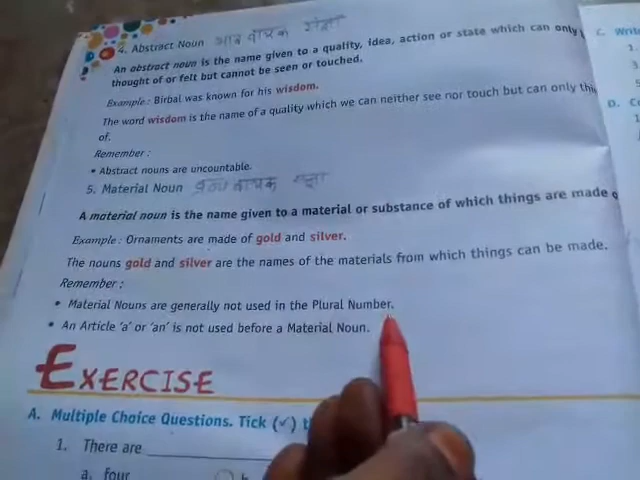 4. Abstract Noun भाव वाचक संज्ञा
An abstract noun is the name given to a quality, idea, action or state which can only
thought of or felt but cannot be seen or touched.
Example: Birbal was known for his wisdom.
The word wisdom is the name of a quality which we can neither see nor touch but can only
of.
Remember :
• Abstract nouns are uncountable.
5. Material Noun द्रव्य वाचक संज्ञा
A material noun is the name given to a material or substance of which things are made
Example : Ornaments are made of gold and silver.
The nouns gold and silver are the names of the materials from which things can be made.
Remember :
• Material Nouns are generally not used in the Plural Number.
• An Article 'a' or 'an' is not used before a Material Noun.
EXERCISE
A. Multiple Choice Questions. Tick (✓)
1. There are
a. four
C. Write
1.
3.
D.